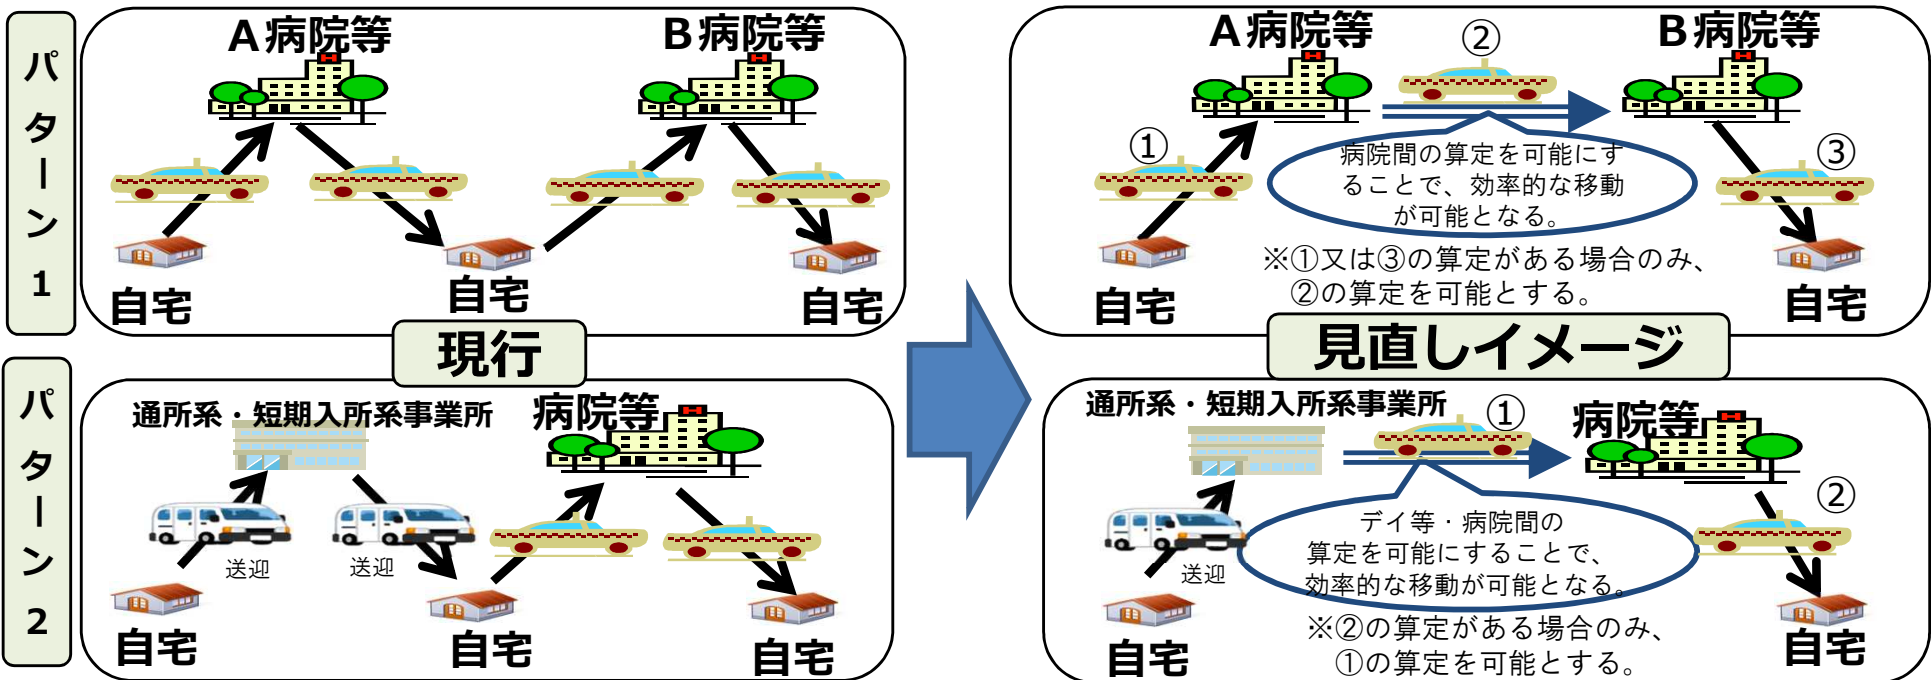 パターン1
A病院等
B病院等
自宅
自宅
自宅
現行
パターン2
通所系・短期入所系事業所
病院等
送迎
送迎
自宅
自宅
自宅
A病院等
②
B病院等
①
③
病院間の算定を可能にす
ることで、効率的な移動
が可能となる。
※①又は③の算定がある場合のみ、
②の算定を可能とする。
自宅
自宅
見直しイメージ
通所系・短期入所系事業所
①
病院等
②
送迎
デイ等・病院間の
算定を可能にすることで、
効率的な移動が可能となる。
※②の算定がある場合のみ、
①の算定を可能とする。
自宅
自宅